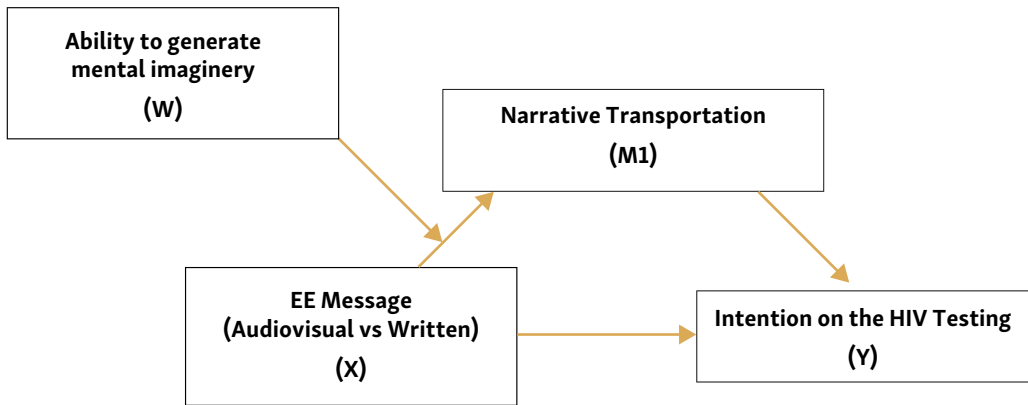 Ability to generate
mental imaginery
(W)
Narrative Transportation
(M1)
EE Message
(Audiovisual vs Written)
(X)
Intention on the HIV Testing
(Y)